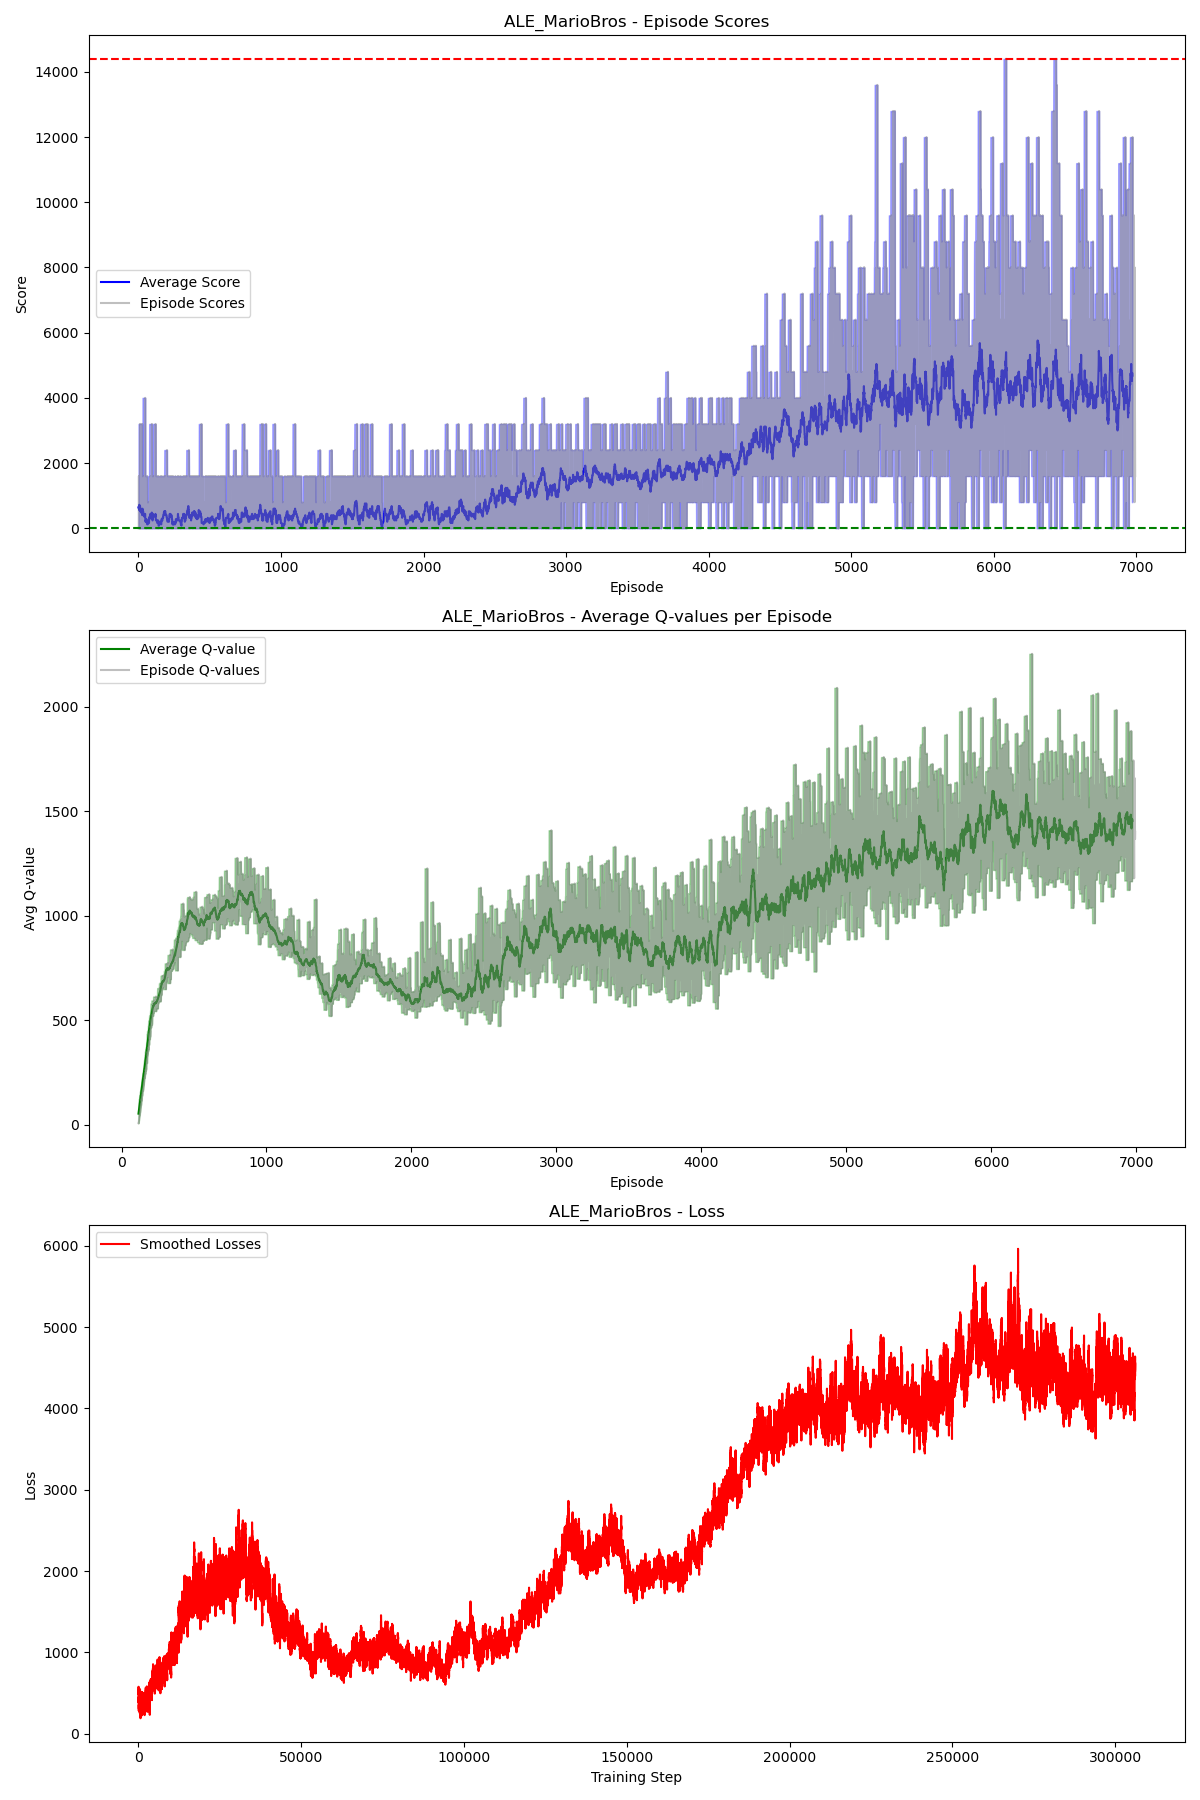 ALE_MarioBros - Episode Scores
14000
12000
10000
8000
6000
4000
2000
0
Score
Average Score
Episode Scores
0 1000 2000 3000 4000 5000 6000 7000
Episode
ALE_MarioBros - Average Q-values per Episode
Average Q-value
Episode Q-values
2000
1500
1000
500
0
Avg Q-value
0 1000 2000 3000 4000 5000 6000 7000
Episode
ALE_MarioBros - Loss
Smoothed Losses
6000
5000
4000
3000
2000
1000
0
Loss
0 50000 100000 150000 200000 250000 300000
Training Step